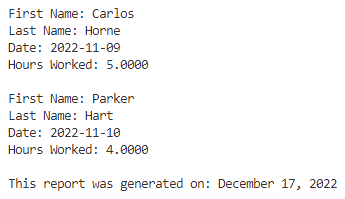 First Name: Carlos
Last Name: Horne
Date: 2022-11-09
Hours Worked: 5.0000

First Name: Parker
Last Name: Hart
Date: 2022-11-10
Hours Worked: 4.0000

This report was generated on: December 17, 2022